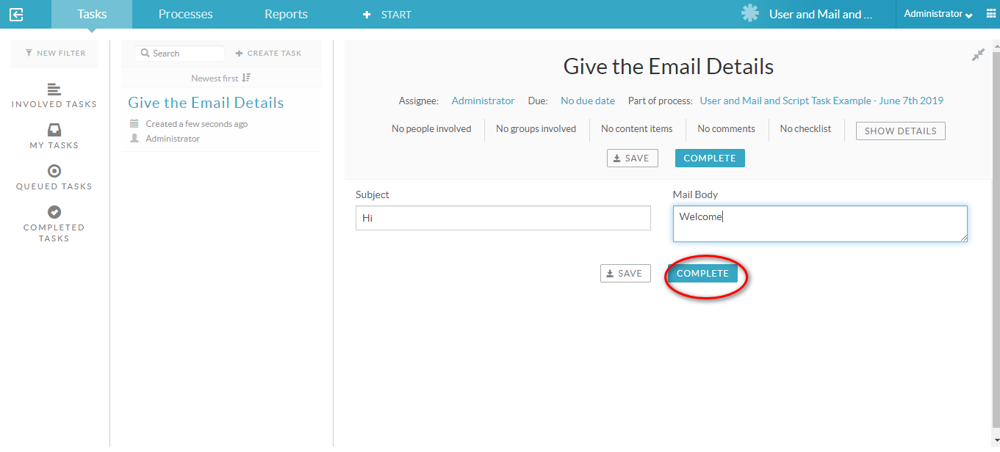 Tasks Processes Reports START User and Mail and ... Administrator
NEW FILTER
INVOLVED TASKS
MY TASKS
QUEUED TASKS
COMPLETED
TASKS
Search CREATE TASK
Newest first
Give the Email Details
Created a few seconds ago
Administrator
Give the Email Details
Assignee: Administrator Due: No due date Part of process: User and Mail and Script Task Example - June 7th 2019
No people involved No groups involved No content items No comments No checklist SHOW DETAILS
SAVE COMPLETE
Subject Mail Body
Hi Welcome
SAVE COMPLETE